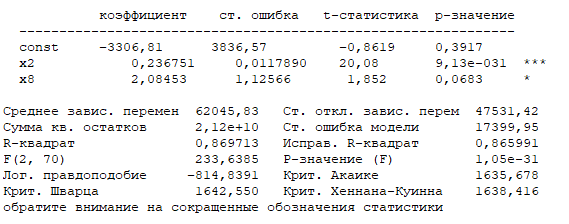 коэффициент ст. ошибка t-статистика p-значение
---------------------------------------------------------------
const −3306,81 3836,57 −0,8619 0,3917
x2 0,236751 0,0117890 20,08 9,13e-031 ***
x8 2,08453 1,12566 1,852 0,0683 *
Среднее завис. перемен 62045,83 Ст. откл. завис. перем 47531,42
Сумма кв. остатков 2,12e+10 Ст. ошибка модели 17399,95
R-квадрат 0,869713 Исправ. R-квадрат 0,865991
F(2, 70) 233,6385 Р-значение (F) 1,05e-31
Лог. правдоподобие −814,8391 Крит. Акаике 1635,678
Крит. Шварца 1642,550 Крит. Хеннана-Куинна 1638,416
обратите внимание на сокращенные обозначения статистики